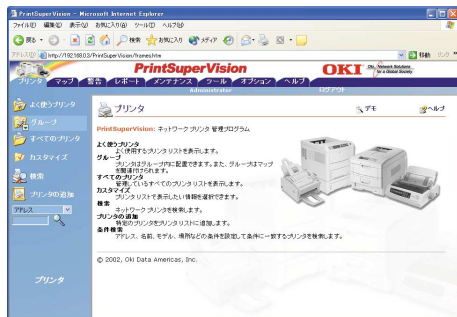 PrintSuperVision - Microsoft Internet Explorer
ファイル(F) 編集(E) 表示(V) お気に入り(A) ツール(T) ヘルプ(H)
戻る 検索 お気に入り メディア
アドレス(D) http://192.168.0.3/PrintSuperVision/frames.htm 移動 リンク
PrintSuperVision
OKI Network Solutions for a Global Society
プリンタ マップ 警告 レポート メンテナンス ツール オプション ヘルプ
Administrator ログアウト
よく使うプリンタ
グループ
すべてのプリンタ
カスタマイズ
検索
プリンタの追加
アドレス
プリンタ
プリンタ デモ ヘルプ
PrintSuperVision: ネットワーク プリンタ 管理プログラム
よく使うプリンタ
よく使用するプリンタリストを表示します。
グループ
プリンタはグループ内に配置できます。また、グループはマップを関連付けられます。
すべてのプリンタ
管理しているすべてのプリンタリストを表示します。
カスタマイズ
プリンタリストで表示したい情報を選択できます。
検索
ネットワーク プリンタを検索します。
プリンタの追加
特定のプリンタをプリンタリストに追加します。
条件検索
アドレス、名前、モデル、場所などの条件を設定して条件に一致するプリンタを検索します。
© 2002, Oki Data Americas, Inc.